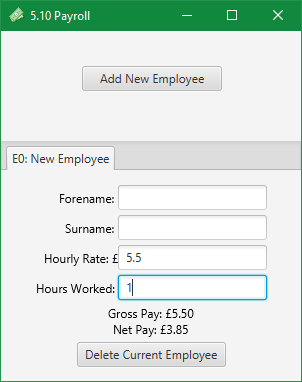 5.10 Payroll
Add New Employee
E0: New Employee
Forename:
Surname:
Hourly Rate: £ 5.5
Hours Worked: 1
Gross Pay: £5.50
Net Pay: £3.85
Delete Current Employee